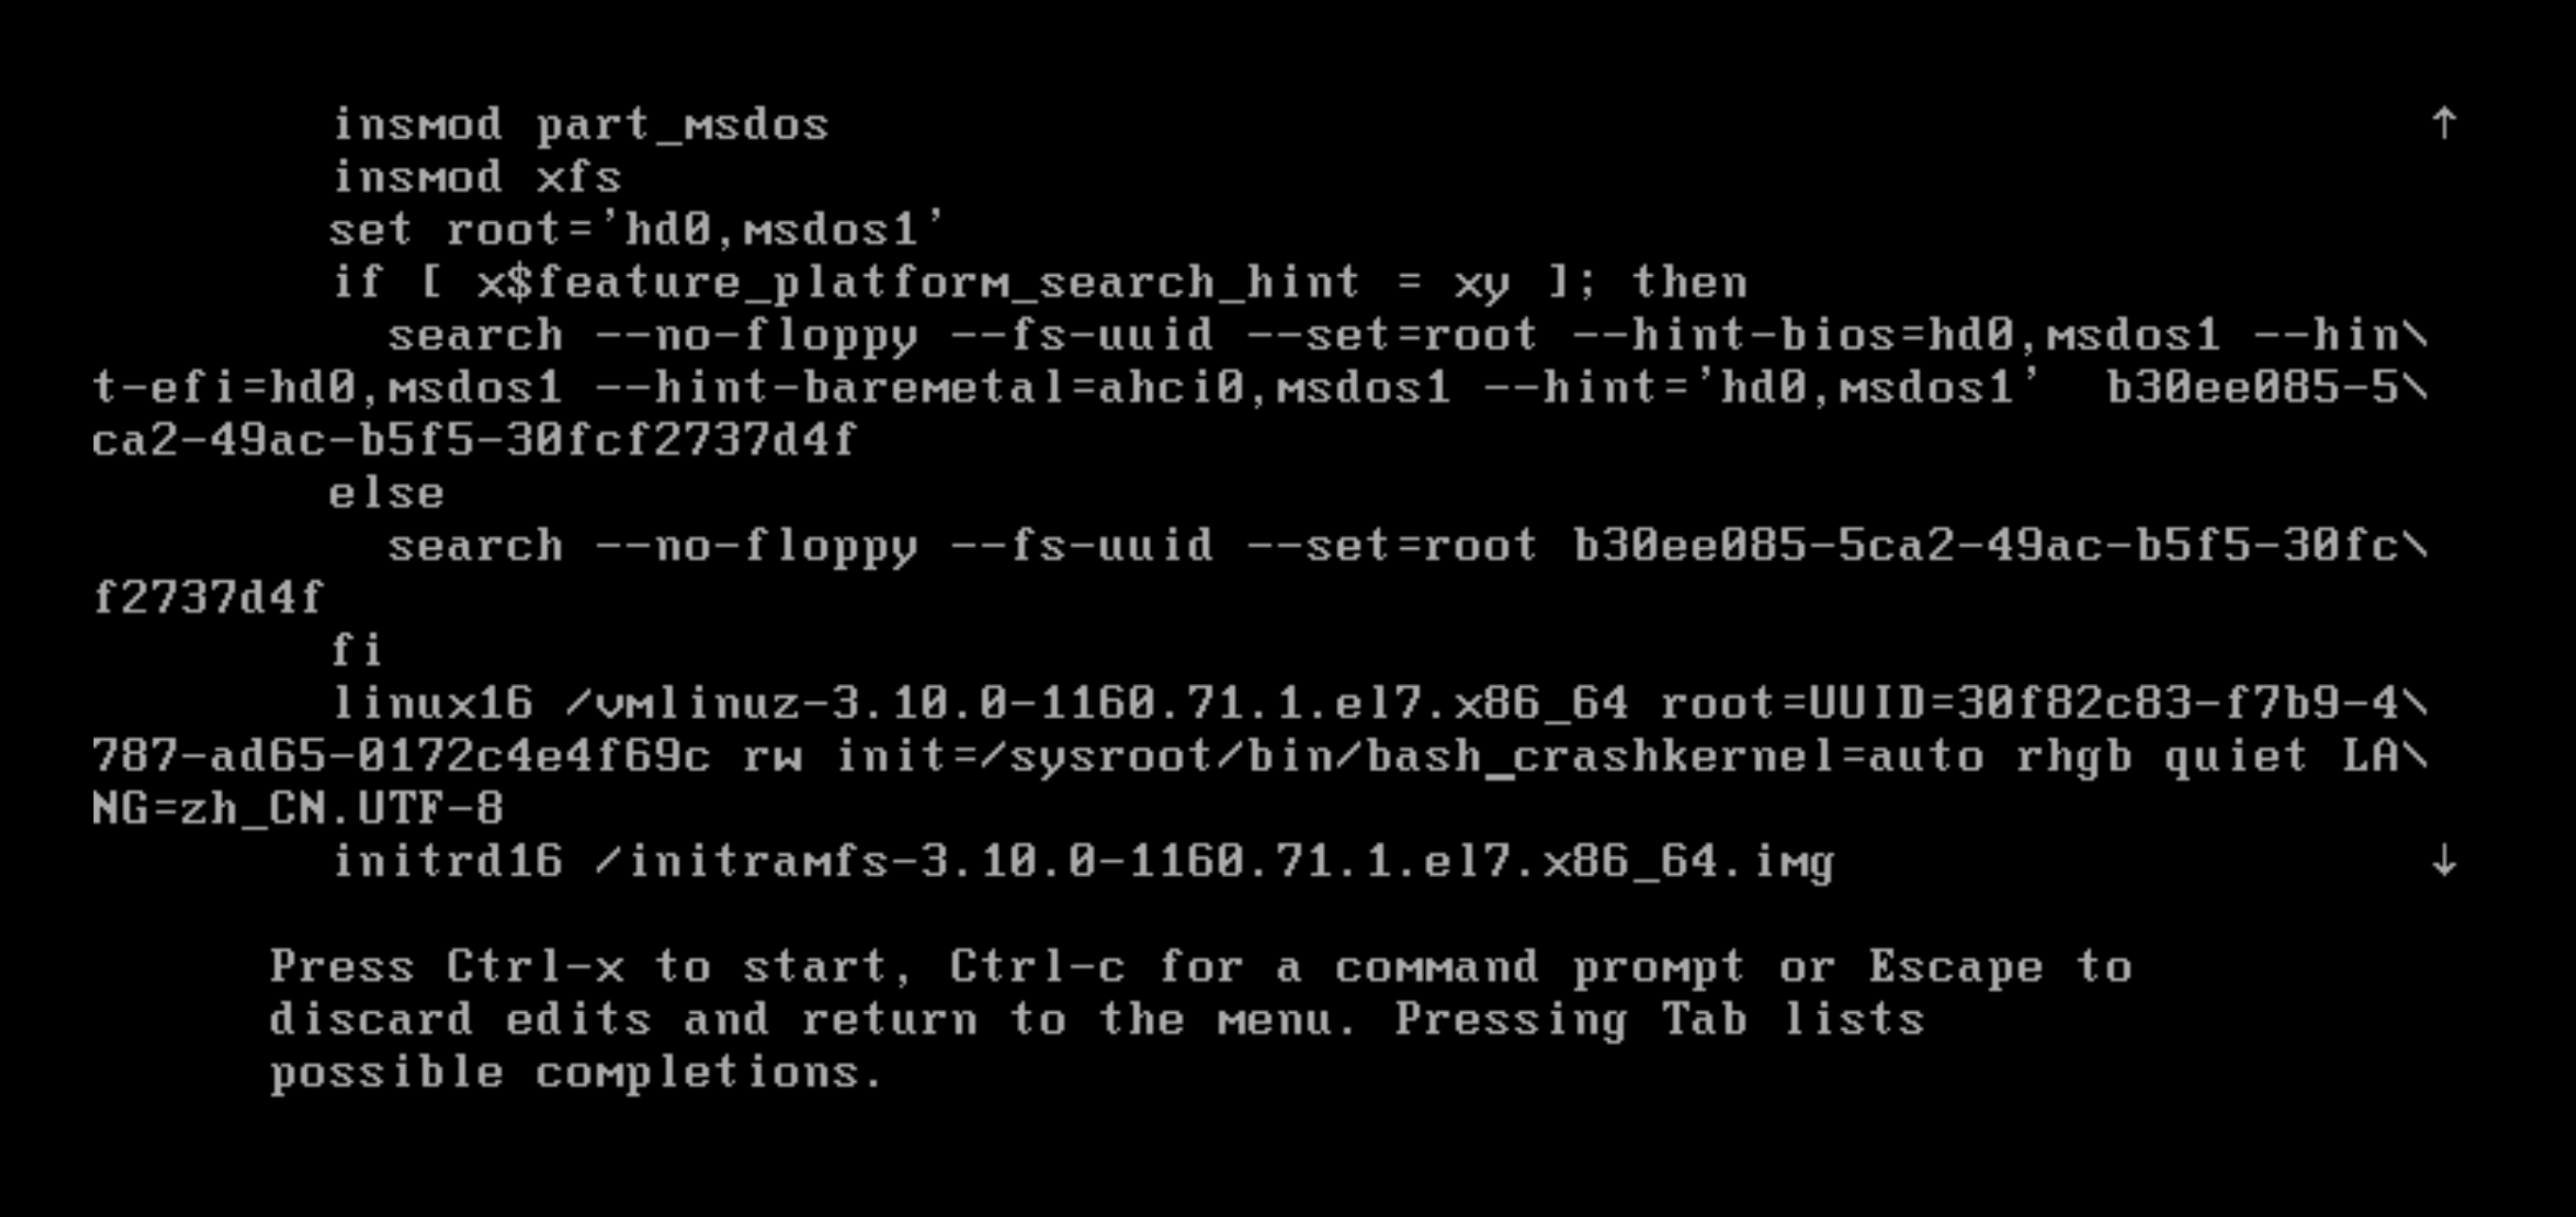 insmod part_msdos ↑
insmod xfs
set root='hd0,msdos1'
if [ x$feature_platform_search_hint = xy ]; then
search --no-floppy --fs-uuid --set=root --hint-bios=hd0,msdos1 --hin\
t-efi=hd0,msdos1 --hint-baremetal=ahci0,msdos1 --hint='hd0,msdos1'  b30ee085-5\
ca2-49ac-b5f5-30fcf2737d4f
else
search --no-floppy --fs-uuid --set=root b30ee085-5ca2-49ac-b5f5-30fc\
f2737d4f
fi
linux16 /vmlinuz-3.10.0-1160.71.1.el7.x86_64 root=UUID=30f82c83-f7b9-4\
787-ad65-0172c4e4f69c rw init=/sysroot/bin/bash_crashkernel=auto rhgb quiet LA\
NG=zh_CN.UTF-8
initrd16 /initramfs-3.10.0-1160.71.1.el7.x86_64.img ↓
Press Ctrl-x to start, Ctrl-c for a command prompt or Escape to
discard edits and return to the menu. Pressing Tab lists
possible completions.